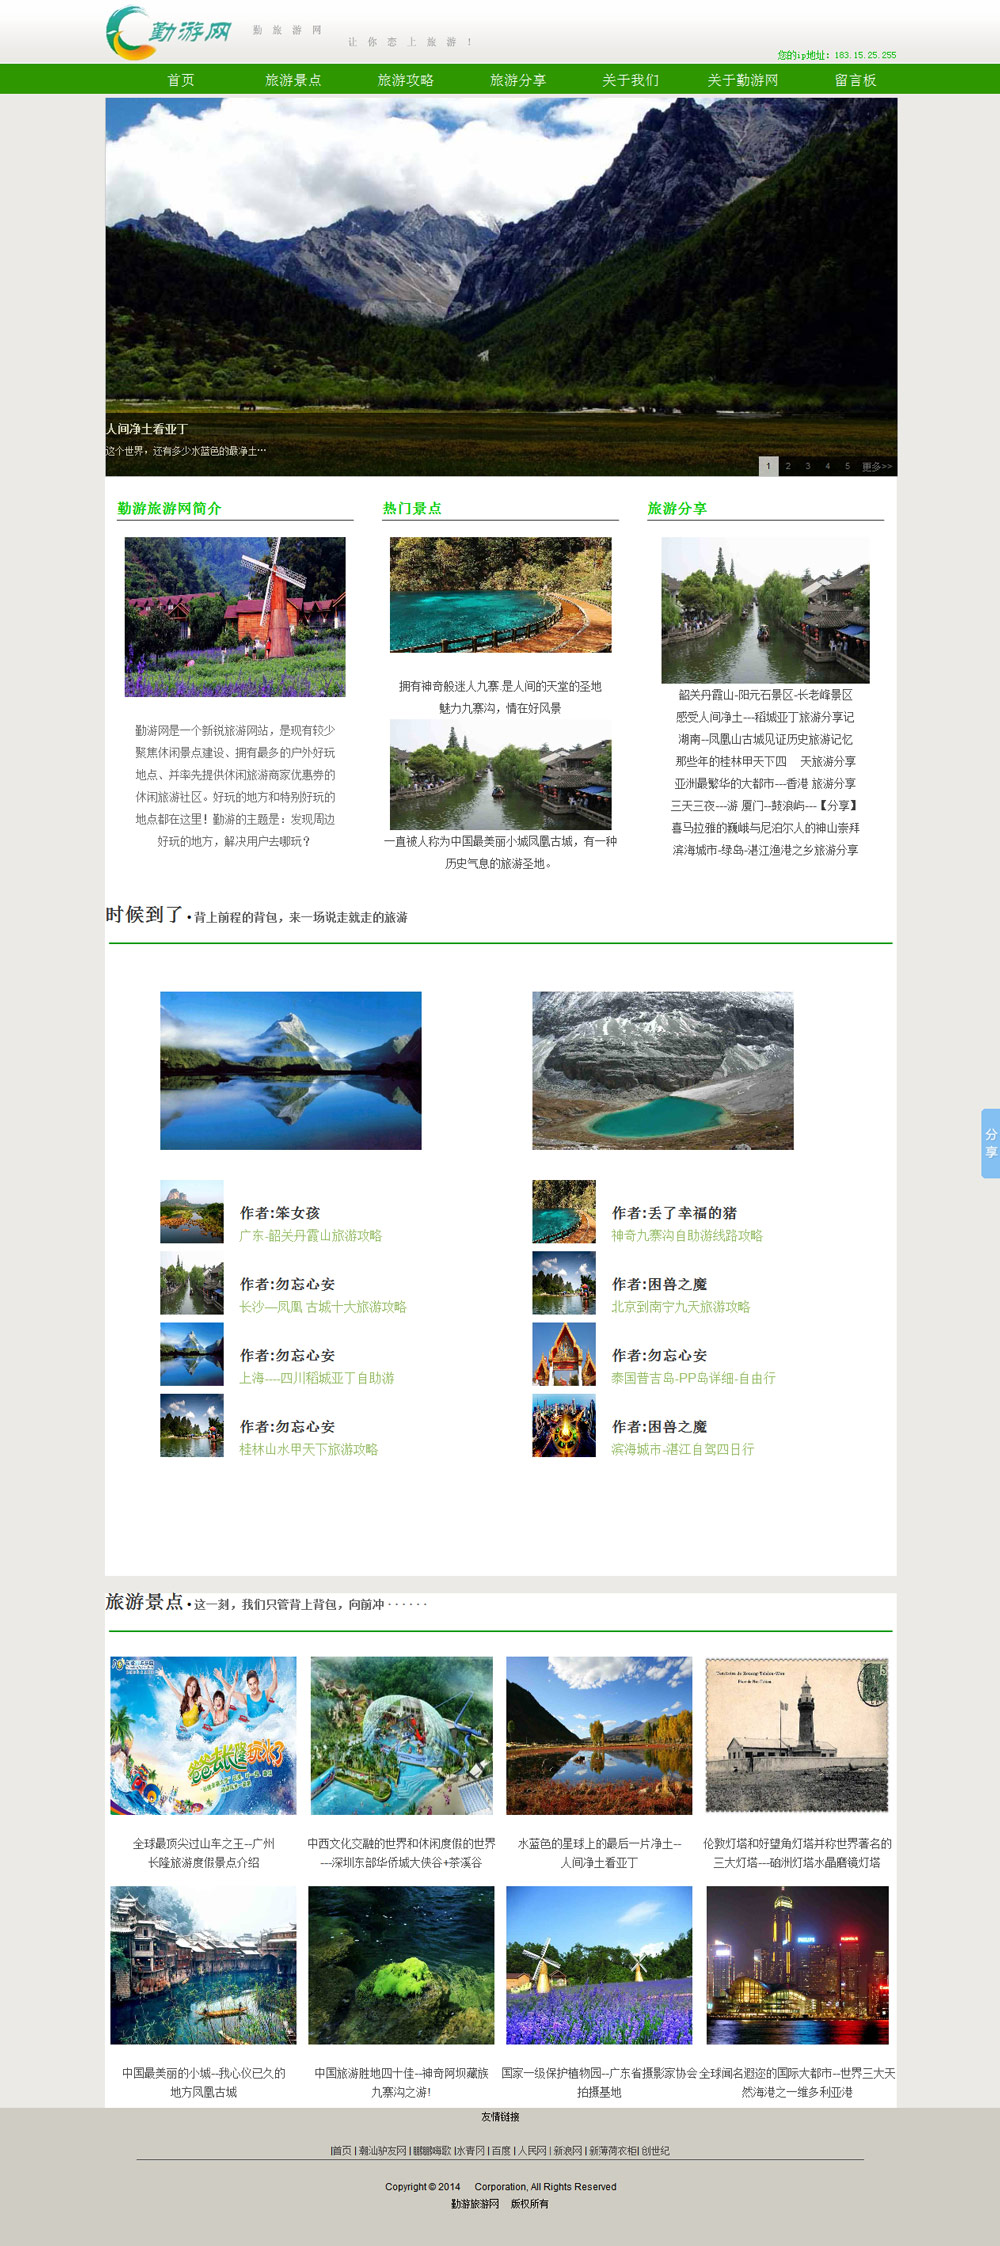 勤游网
勤 旅 游 网
让 你 恋 上 旅 游 !
您的ip地址: 183.15.25.255
首页 旅游景点 旅游攻略 旅游分享 关于我们 关于勤游网 留言板
人间净土看亚丁
这个世界，还有多少水蓝色的最净土…
1 2 3 4 5 更多>>
勤游旅游网简介
勤游网是一个新锐旅游网站，是现有较少
聚焦休闲景点建设、拥有最多的户外好玩
地点、并率先提供休闲旅游商家优惠券的
休闲旅游社区。好玩的地方和特别好玩的
地点都在这里！勤游的主题是：发现周边
好玩的地方，解决用户去哪玩？
热门景点
拥有神奇般迷人九寨.是人间的天堂的圣地
魅力九寨沟，情在好风景
一直被人称为中国最美丽小城凤凰古城，有一种
历史气息的旅游圣地。
旅游分享
韶关丹霞山-阳元石景区-长老峰景区
感受人间净土---稻城亚丁旅游分享记
湖南--凤凰山古城见证历史旅游记忆
那些年的桂林甲天下四 天旅游分享
亚洲最繁华的大都市---香港 旅游分享
三天三夜---游 厦门--鼓浪屿---【分享】
喜马拉雅的巍峨与尼泊尔人的神山崇拜
滨海城市-绿岛-湛江渔港之乡旅游分享
时候到了 • 背上前程的背包，来一场说走就走的旅游
分享
作者:笨女孩
广东-韶关丹霞山旅游攻略
作者:勿忘心安
长沙—凤凰 古城十大旅游攻略
作者:勿忘心安
上海----四川稻城亚丁自助游
作者:勿忘心安
桂林山水甲天下旅游攻略
作者:丢了幸福的猪
神奇九寨沟自助游线路攻略
作者:困兽之魔
北京到南宁九天旅游攻略
作者:勿忘心安
泰国普吉岛-PP岛详细-自由行
作者:困兽之魔
滨海城市-湛江自驾四日行
旅游景点 • 这一刻，我们只管背上背包，向前冲 · · · · · ·
爸爸去长隆玩水了
全球最顶尖过山车之王--广州
长隆旅游度假景点介绍
中西文化交融的世界和休闲度假的世界
---深圳东部华侨城大侠谷+茶溪谷
水蓝色的星球上的最后一片净土--
人间净土看亚丁
伦敦灯塔和好望角灯塔并称世界著名的
三大灯塔---硇洲灯塔水晶磨镜灯塔
PHILIPS
中国最美丽的小城--我心仪已久的
地方凤凰古城
中国旅游胜地四十佳--神奇阿坝藏族
九寨沟之游!
国家一级保护植物园--广东省摄影家协会
拍摄基地
全球闻名遐迩的国际大都市--世界三大天
然海港之一维多利亚港
友情链接
|首页 | 潮汕驴友网 | 鹏鹏嗨歌 |水青冈 | 百度 | 人民网 | 新浪网 | 新薄荷衣柜| 创世纪
Copyright © 2014 Corporation, All Rights Reserved
勤游旅游网 版权所有